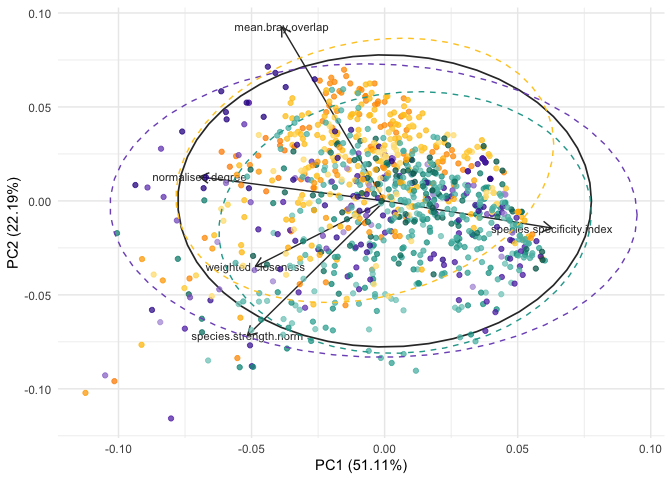 0.10
mean.bray.overlap
0.05
normalised.degree
0.00
species.specificity.index
weighted.closeness
-0.05
species.strength.norm
-0.10
PC2 (22.19%)
-0.10
-0.05
0.00
0.05
0.10
PC1 (51.11%)